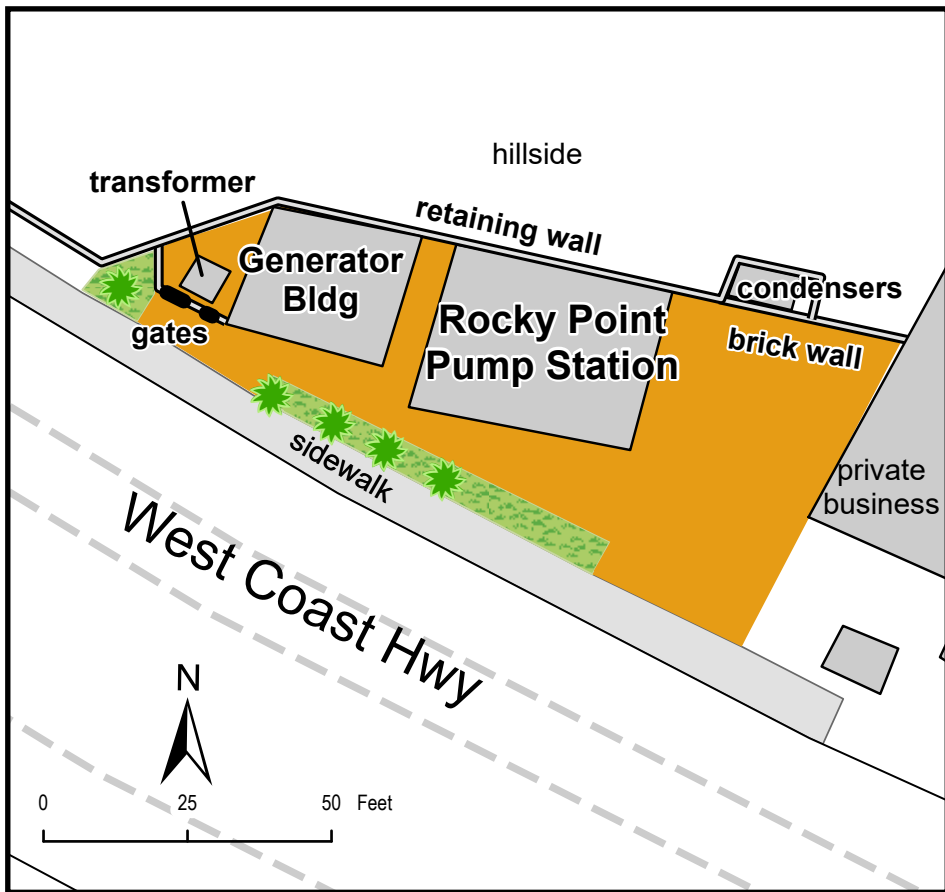 hillside
transformer
retaining wall
Generator
Bldg
condensers
Rocky Point
Pump Station
gates
brick wall
sidewalk
private
business
West Coast Hwy
N
0 25 50 Feet